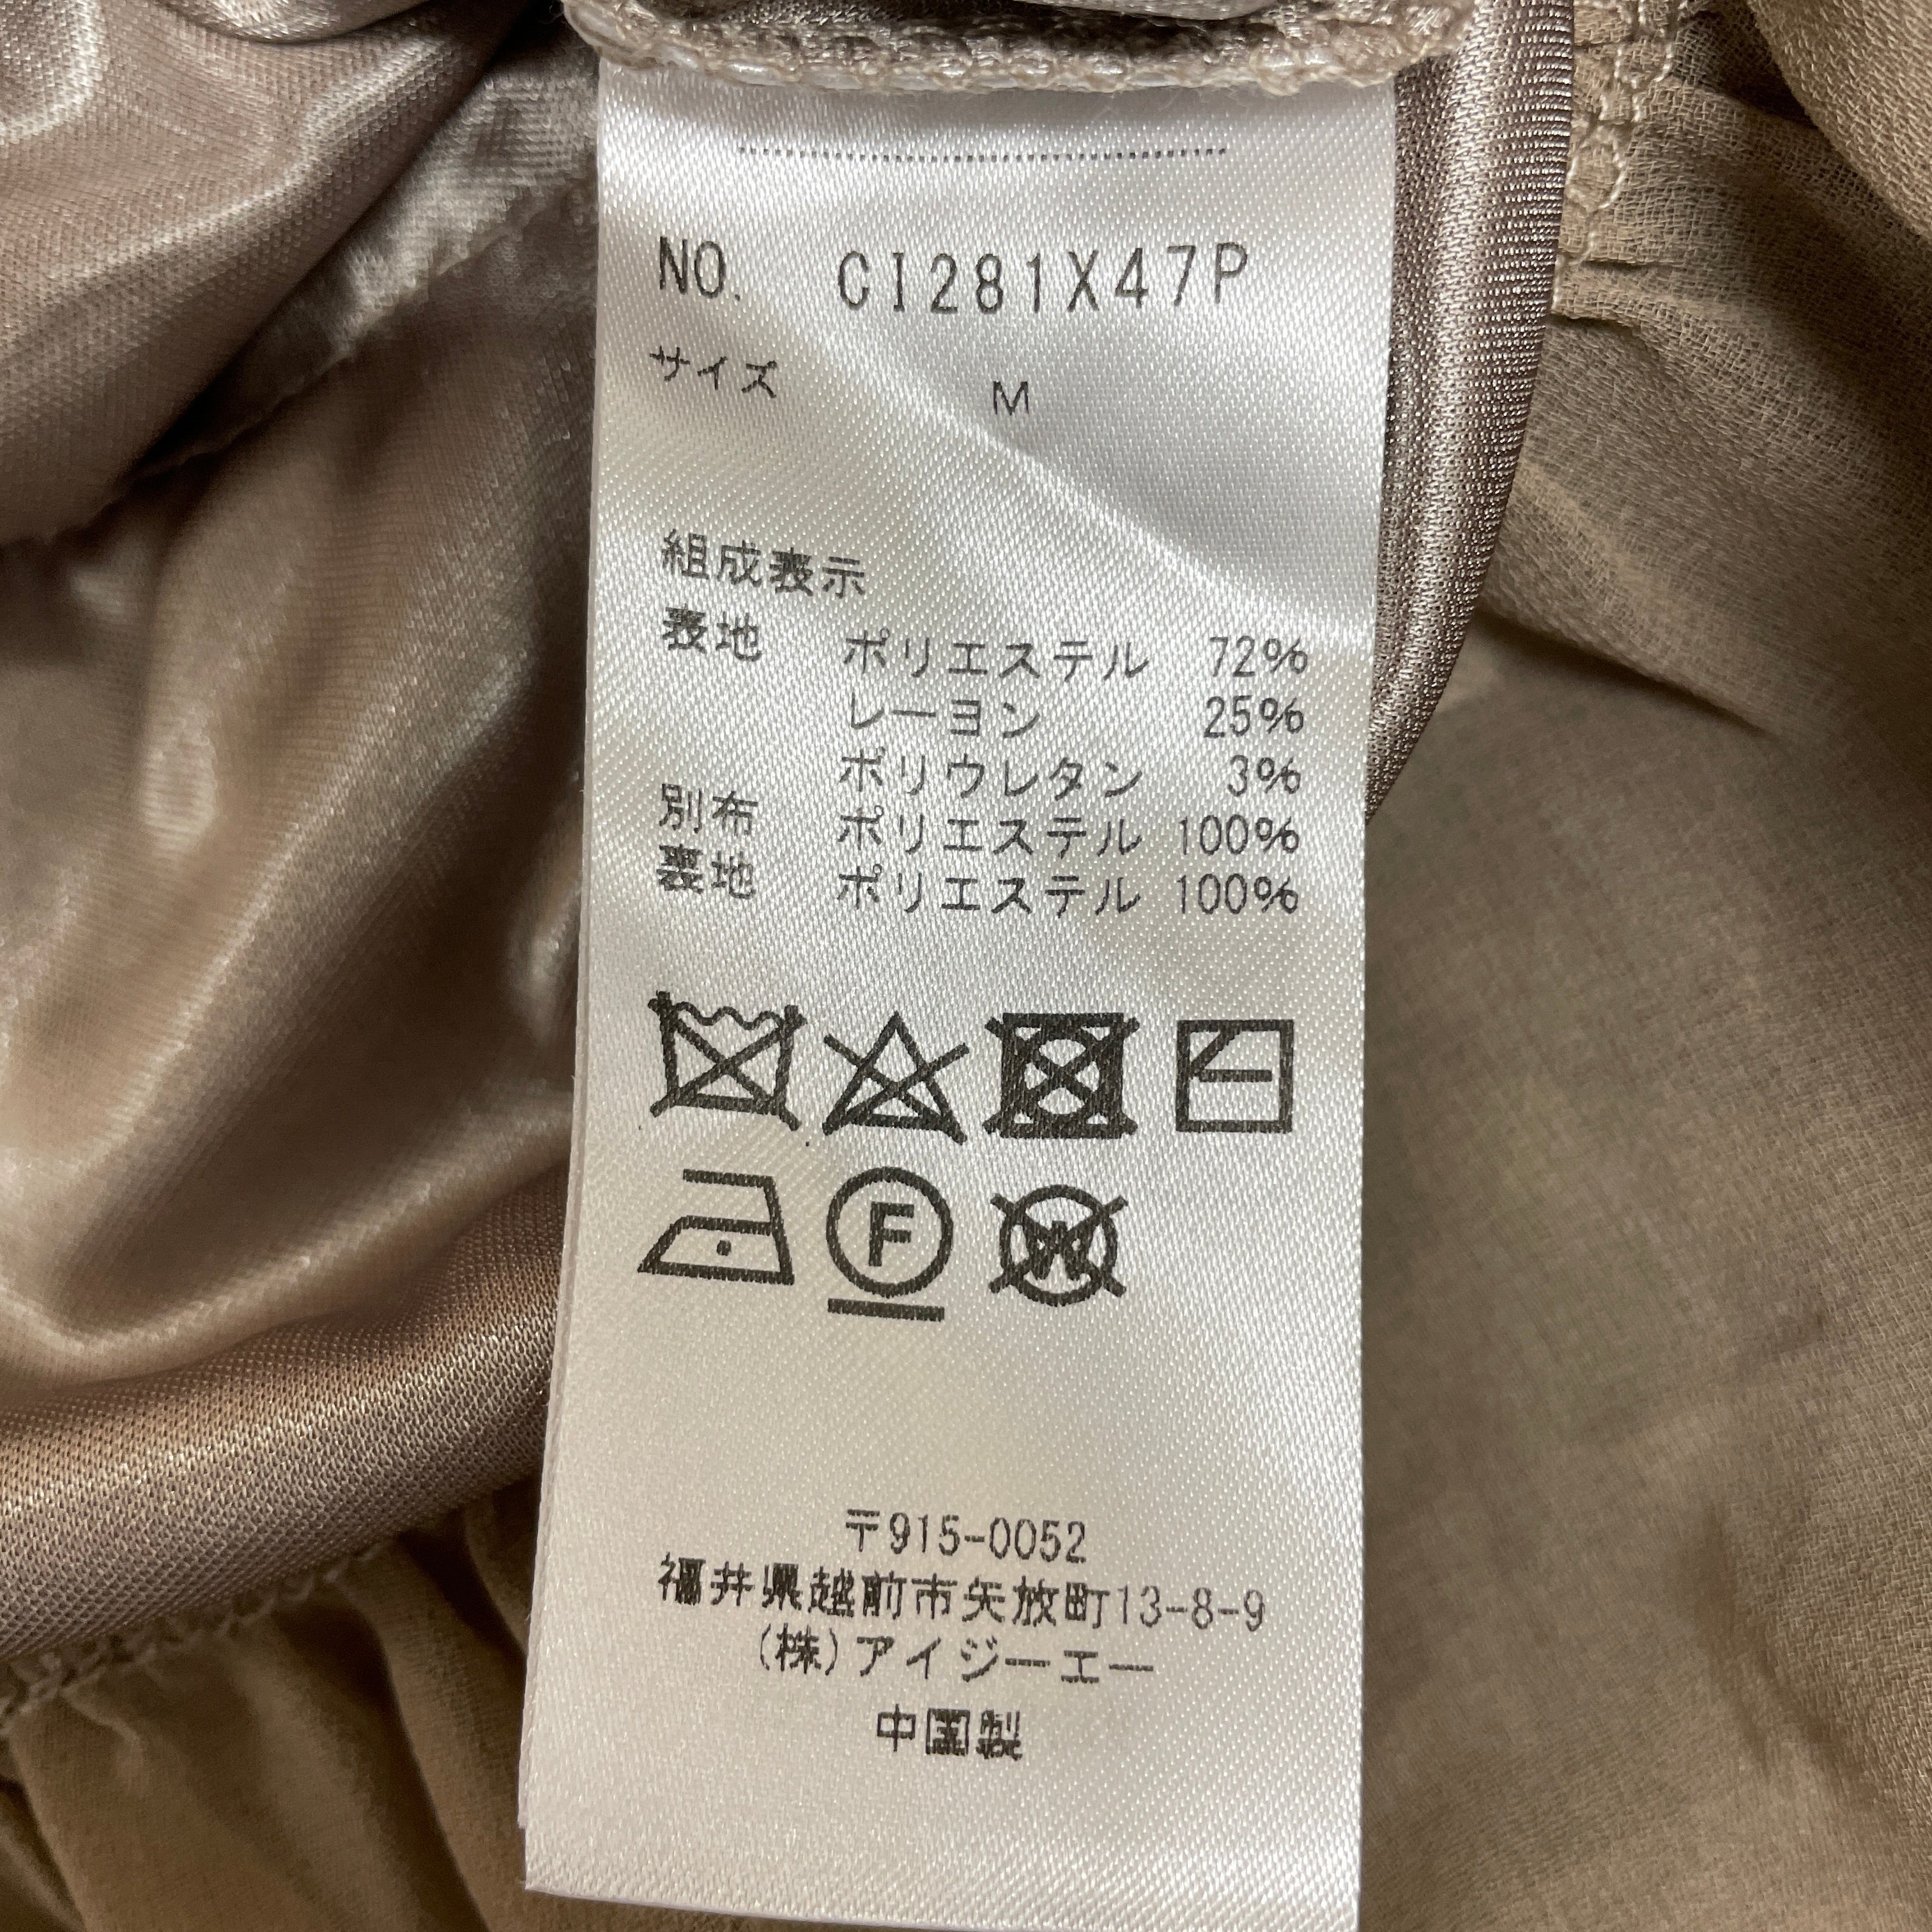 NO. CI281X47P
サイズ M
組成表示
表地 ポリエステル 72%
レーヨン 25%
ポリウレタン 3%
別布 ポリエステル 100%
裏地 ポリエステル 100%
F
W
〒915-0052
福井県越前市矢放町13-8-9
(株)アイジーエー
中国製